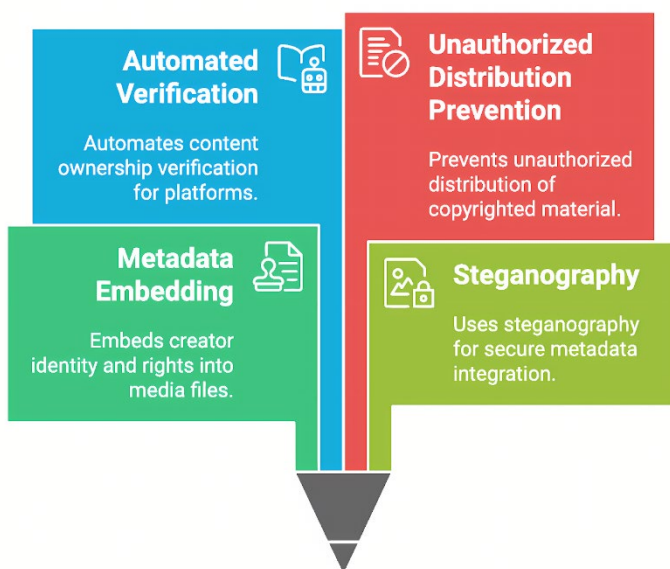 Automated
Verification
Automates content
ownership verification
for platforms.
Unauthorized
Distribution
Prevention
Prevents unauthorized
distribution of
copyrighted material.
Metadata
Embedding
Embeds creator
identity and rights into
media files.
Steganography
Uses steganography
for secure metadata
integration.